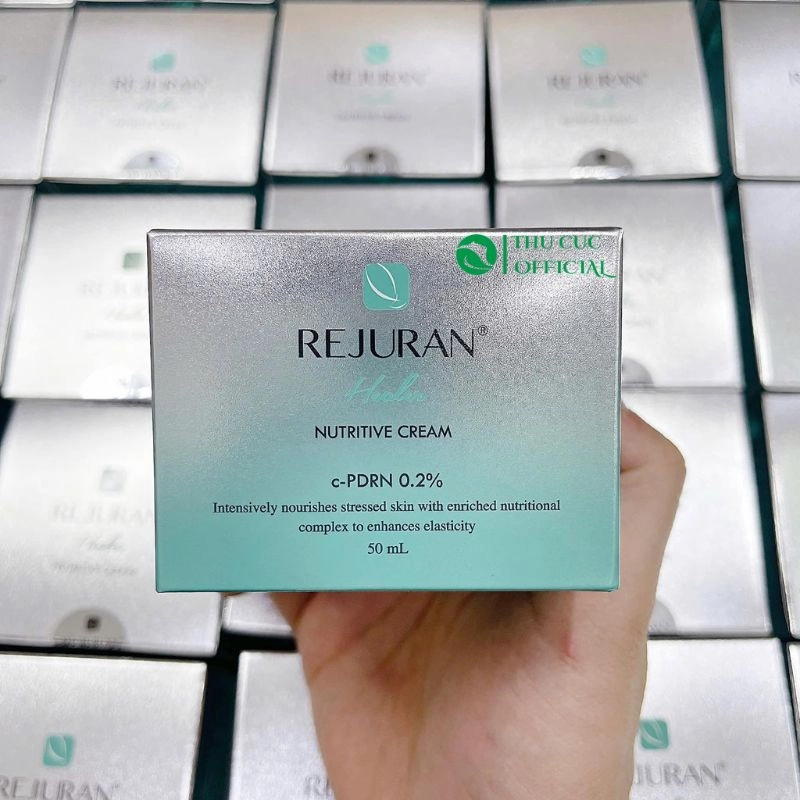 REJURAN
REJURAN
REJURAN
THU CUC
OFFICIAL
REJURAN®
Healer
NUTRITIVE CREAM
c-PDRN 0.2%
Intensively nourishes stressed skin with enriched nutritional
complex to enhances elasticity
50 mL
REJURAN
REJURAN